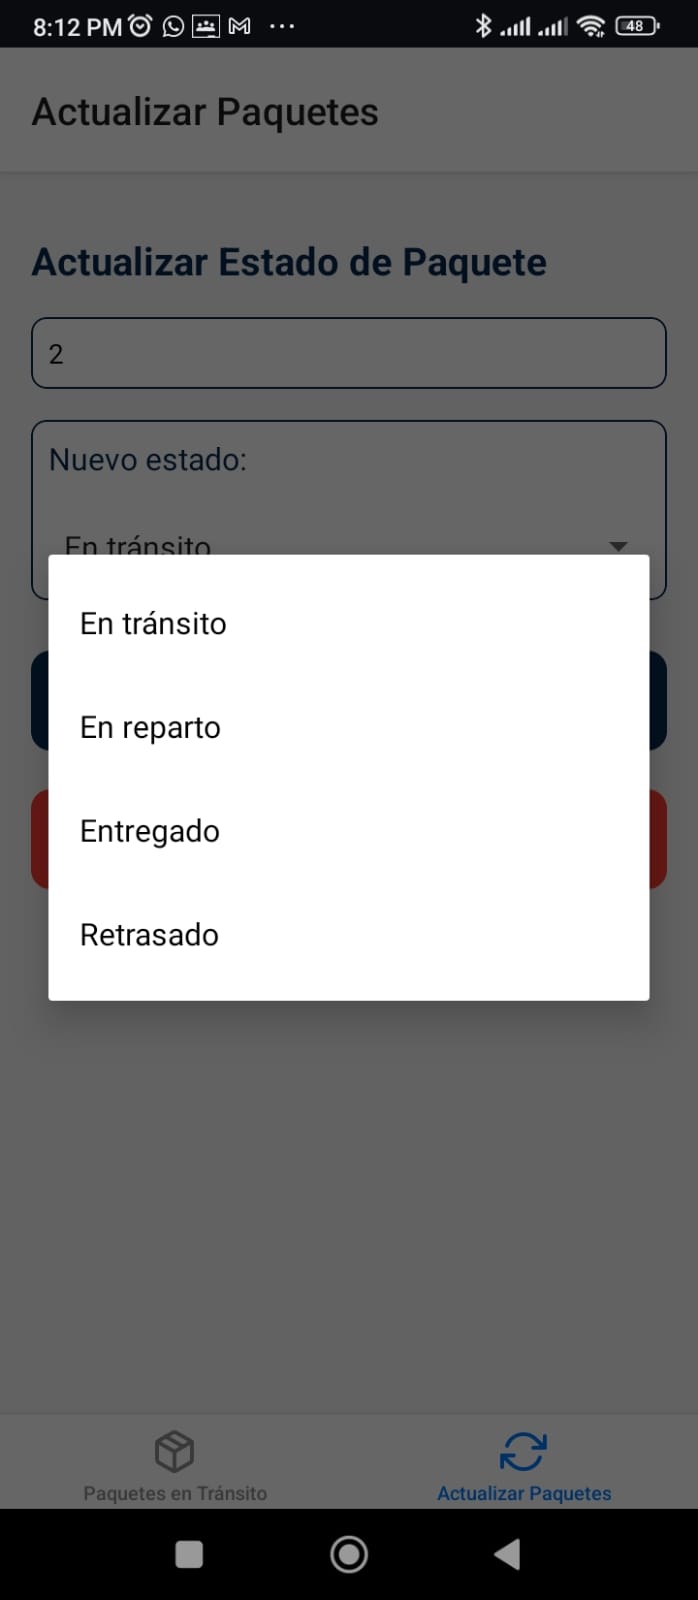 8:12 PM
48
Actualizar Paquetes
Actualizar Estado de Paquete
2
Nuevo estado:
En tránsito
En tránsito
En reparto
Entregado
Retrasado
Paquetes en Tránsito
Actualizar Paquetes